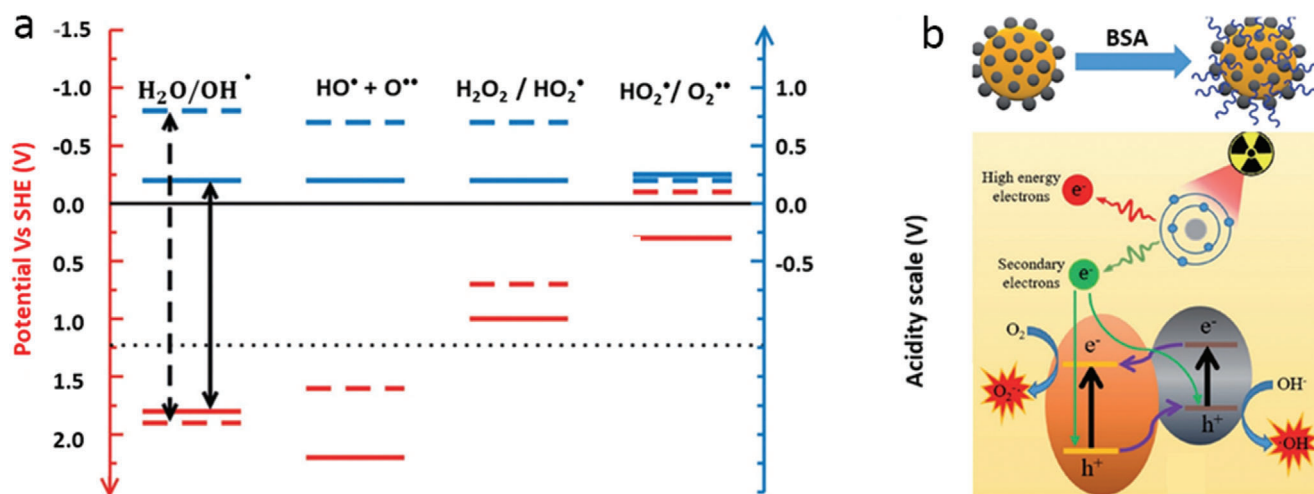 a
-1.5
-1.0
-0.5
0.0
0.5
1.0
1.5
2.0
Potential Vs SHE (V)
H₂O/OH •
HO• + O••
H₂O₂ / HO₂•
HO₂•/ O₂••
1.0
0.5
0.0
-0.5
Acidity scale (V)
b
BSA
High energy
electrons
e-
Secondary
electrons
e-
O₂
e-
e-
OH-
O₂
h+
h+
·OH